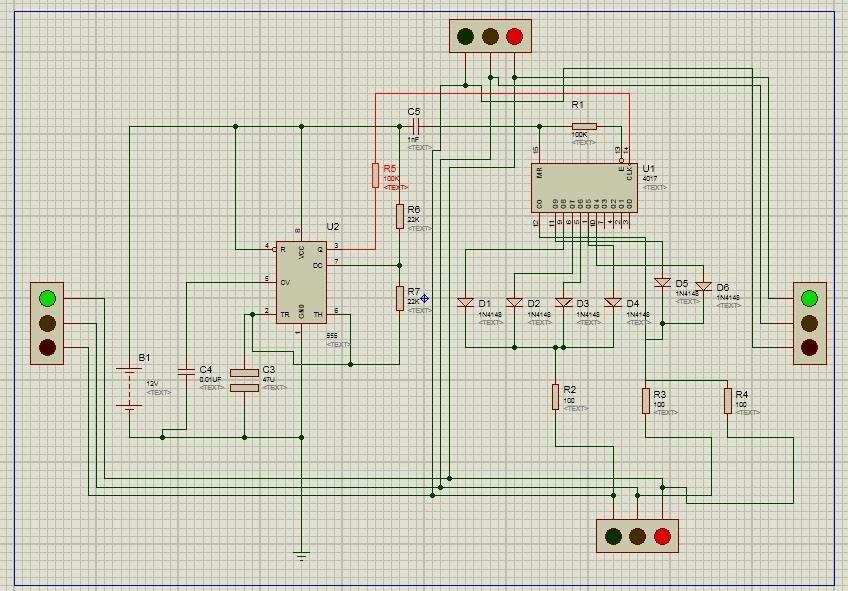 C5
1nF
<TEXT>
R1
100K
<TEXT>
R5
100K
<TEXT>
15
13
14
MR
E
CLK
U1
4017
<TEXT>
CO
Q9
Q8
Q7
Q6
Q5
Q4
Q3
Q2
Q1
Q0
12
11
9
6
5
1
10
7
4
2
3
R6
22K
<TEXT>
U2
8
4
R
VCC
Q
3
DC
7
5
CV
2
TR
GND
TH
6
1
555
<TEXT>
R7
22K
<TEXT>
D1
1N4148
<TEXT>
D2
1N4148
<TEXT>
D3
1N4148
<TEXT>
D4
1N4148
<TEXT>
D5
1N4148
<TEXT>
D6
1N4148
<TEXT>
B1
12V
<TEXT>
C4
0.01UF
<TEXT>
C3
47U
<TEXT>
R2
100
<TEXT>
R3
100
<TEXT>
R4
100
<TEXT>